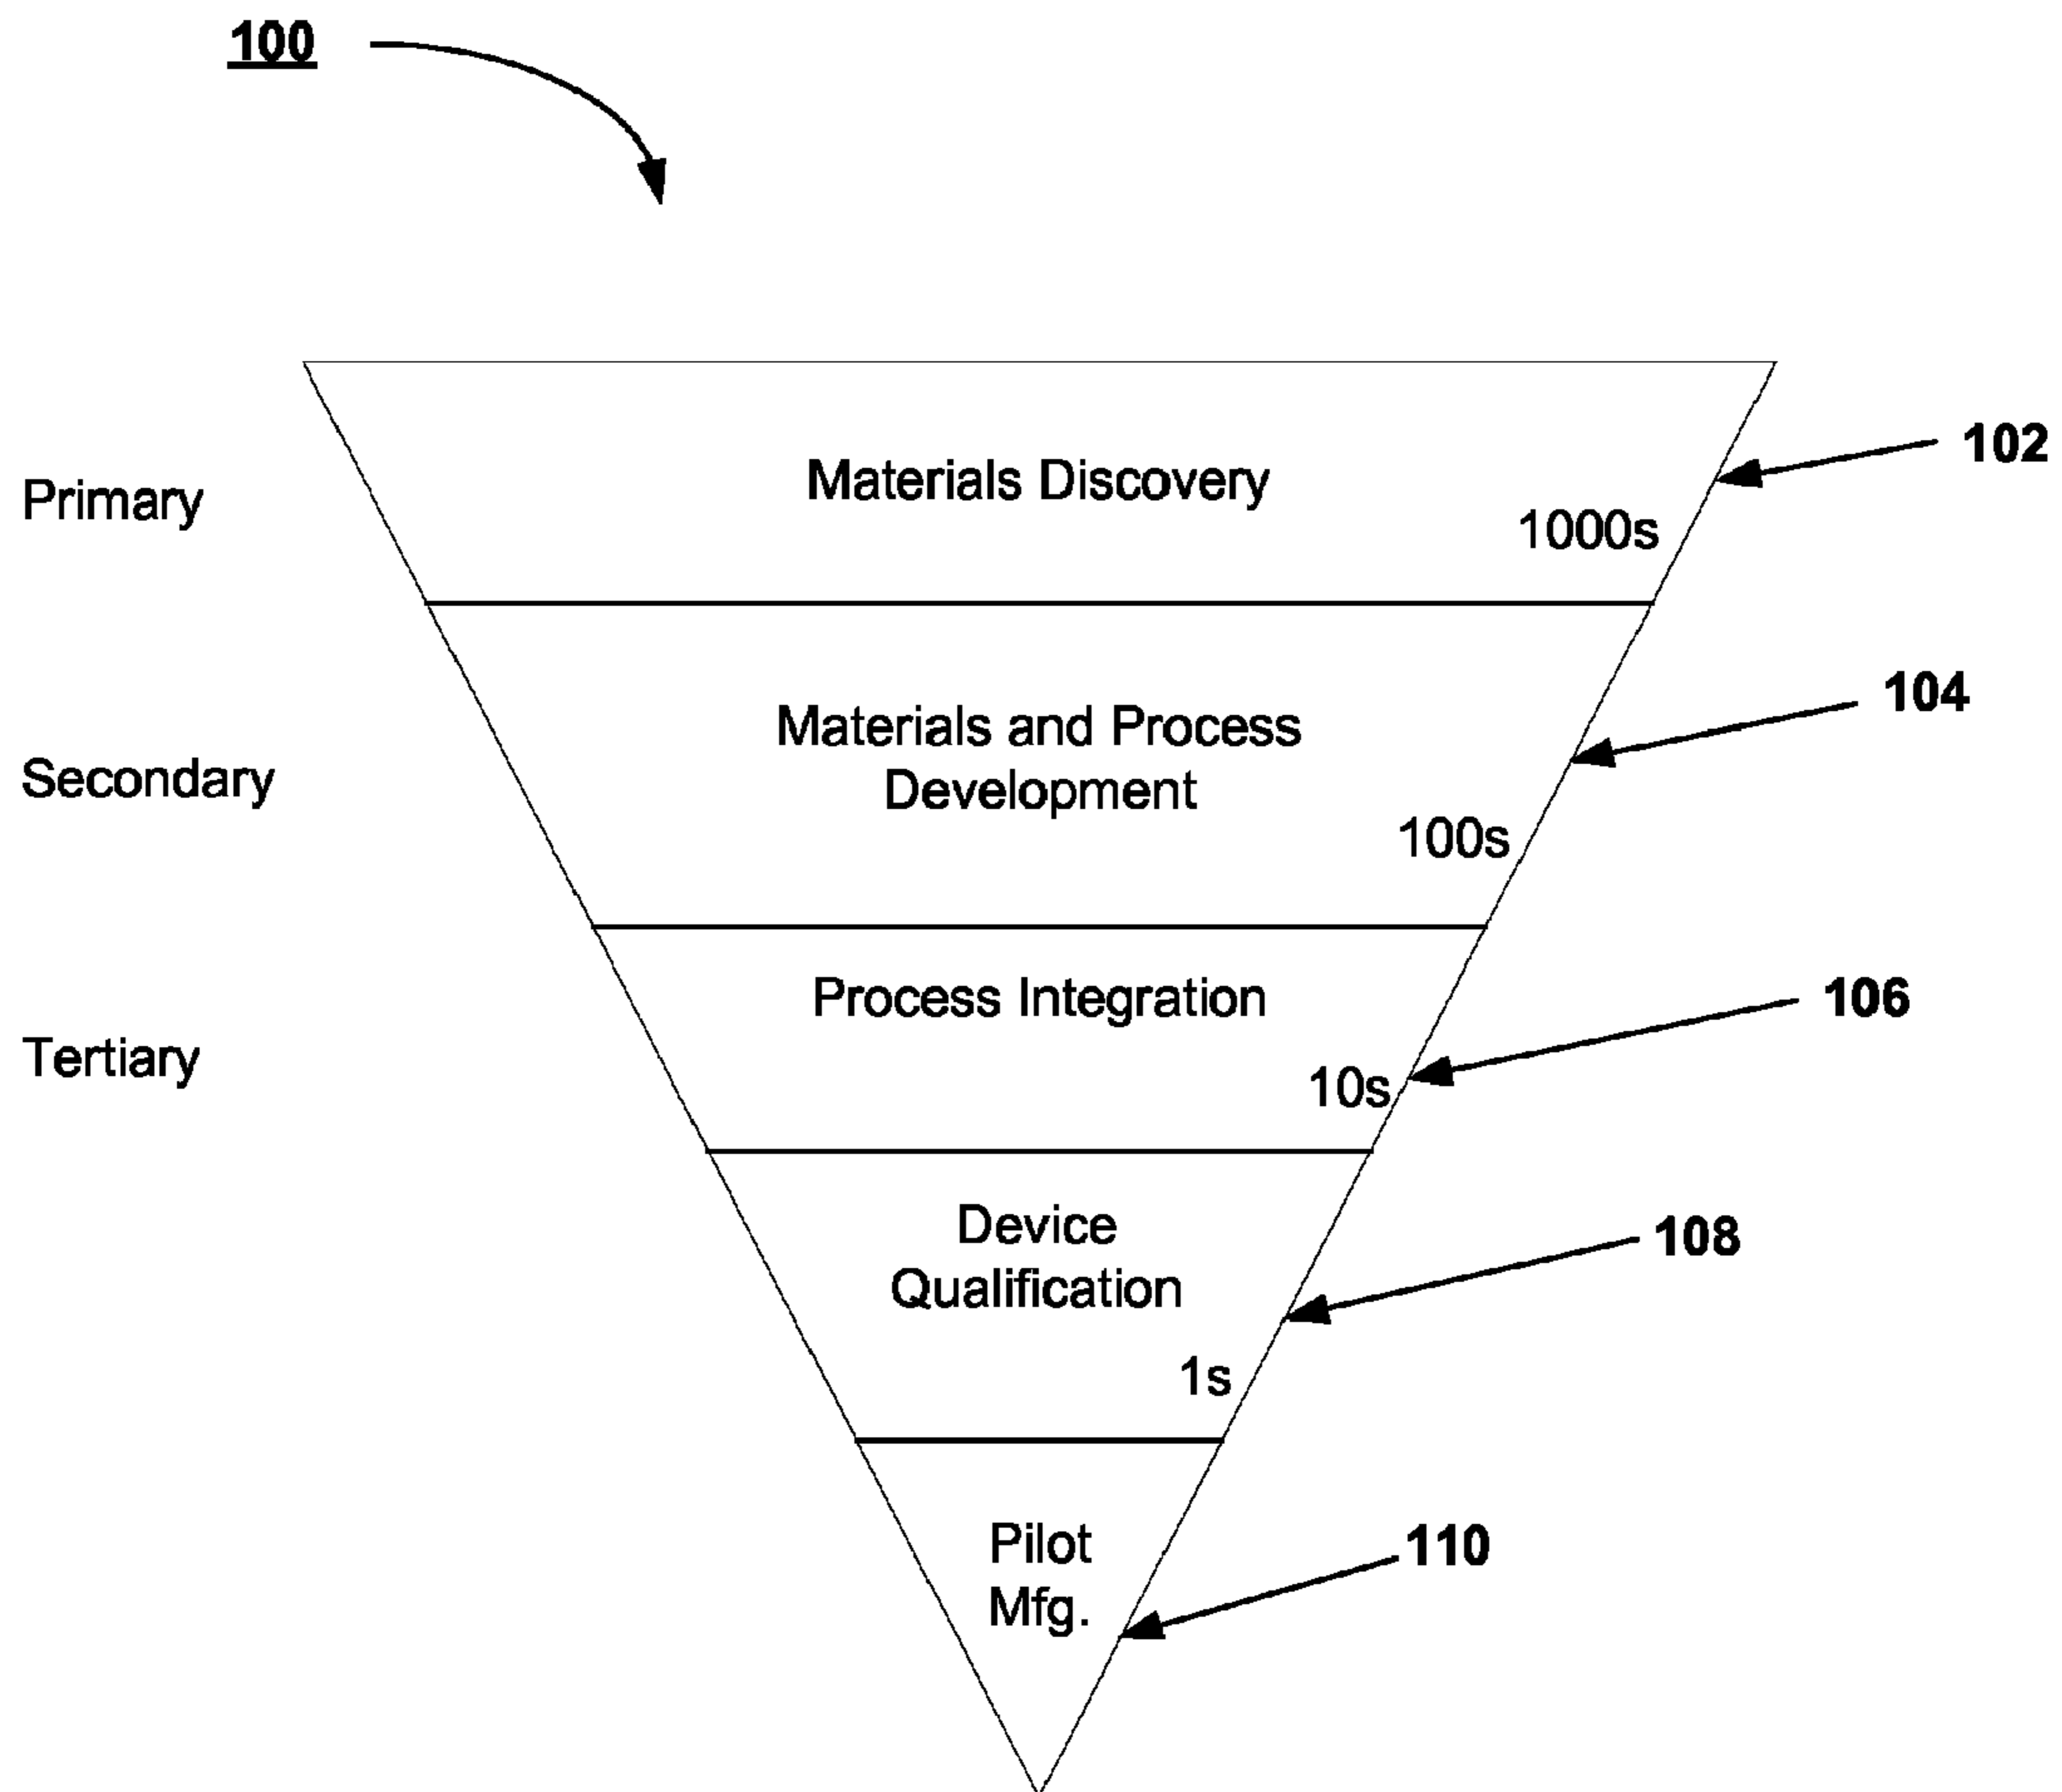 100
Materials Discovery
102
Primary
1000s
Materials and Process
Development
104
Secondary
100s
Process Integration
106
Tertiary
10s
Device
Qualification
108
1s
Pilot
Mfg.
110